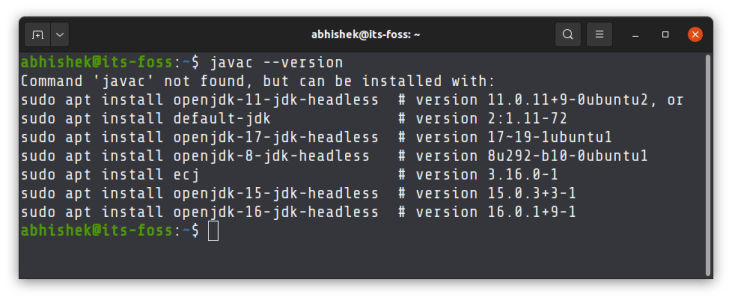 abhishek@its-foss: ~
abhishek@its-foss:~$ javac --version
Command 'javac' not found, but can be installed with:
sudo apt install openjdk-11-jdk-headless  # version 11.0.11+9-0ubuntu2, or
sudo apt install default-jdk              # version 2:1.11-72
sudo apt install openjdk-17-jdk-headless  # version 17~19-1ubuntu1
sudo apt install openjdk-8-jdk-headless   # version 8u292-b10-0ubuntu1
sudo apt install ecj                      # version 3.16.0-1
sudo apt install openjdk-15-jdk-headless  # version 15.0.3+3-1
sudo apt install openjdk-16-jdk-headless  # version 16.0.1+9-1
abhishek@its-foss:~$